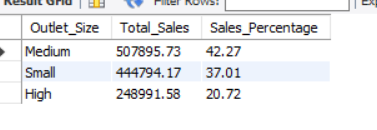 Result Grid Filter Rows: Exp
Outlet_Size Total_Sales Sales_Percentage
Medium 507895.73 42.27
Small 444794.17 37.01
High 248991.58 20.72